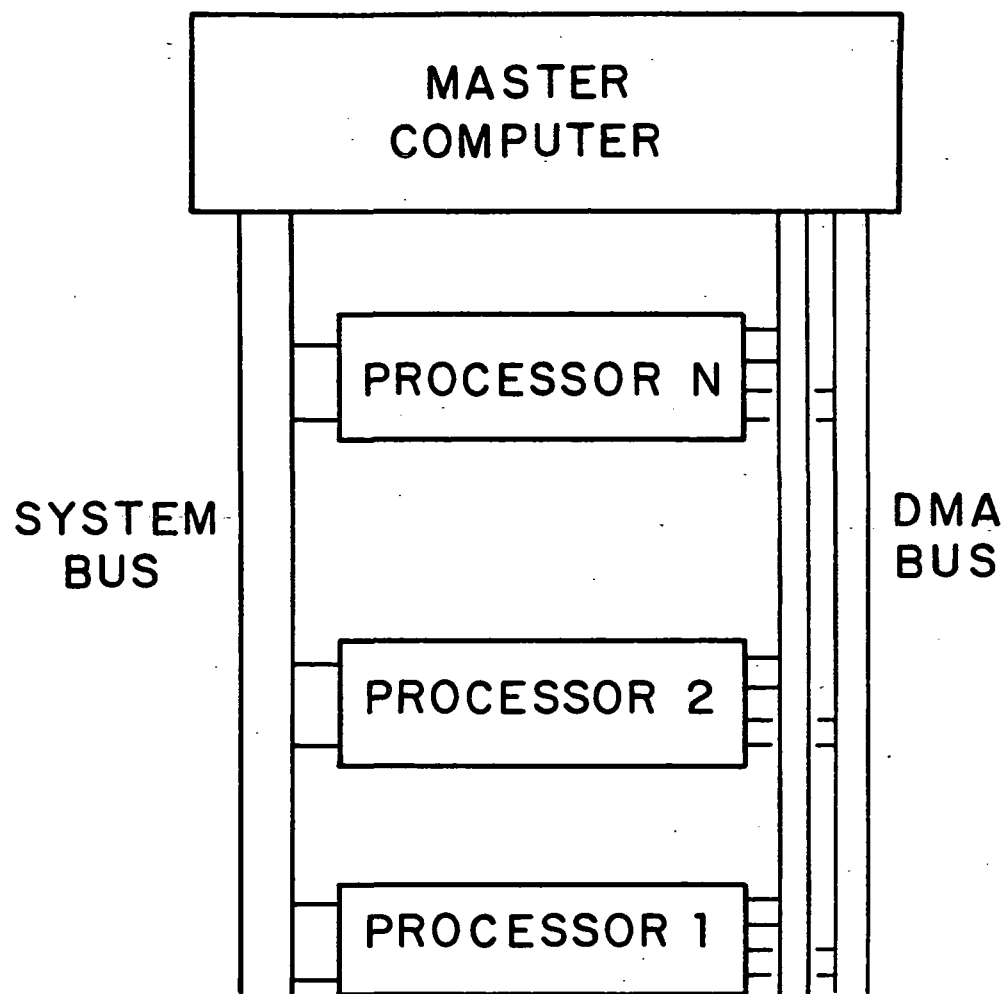 MASTER
COMPUTER
PROCESSOR N
SYSTEM
BUS
DMA
BUS
PROCESSOR 2
PROCESSOR 1